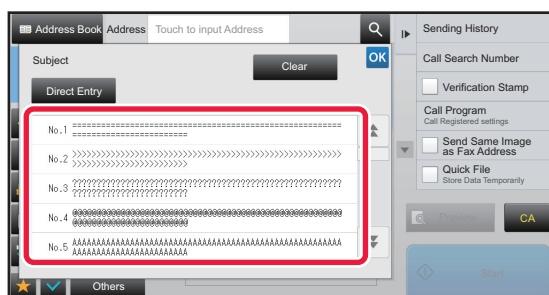 Address Book Address Touch to input Address
Sending History
Subject
Clear
OK
Call Search Number
Direct Entry
Verification Stamp
Call Program
Call Registered settings
Send Same Image
as Fax Address
Quick File
Store Data Temporarily
No.1
No.2
No.3
No.4
No.5
CA
Start
Others